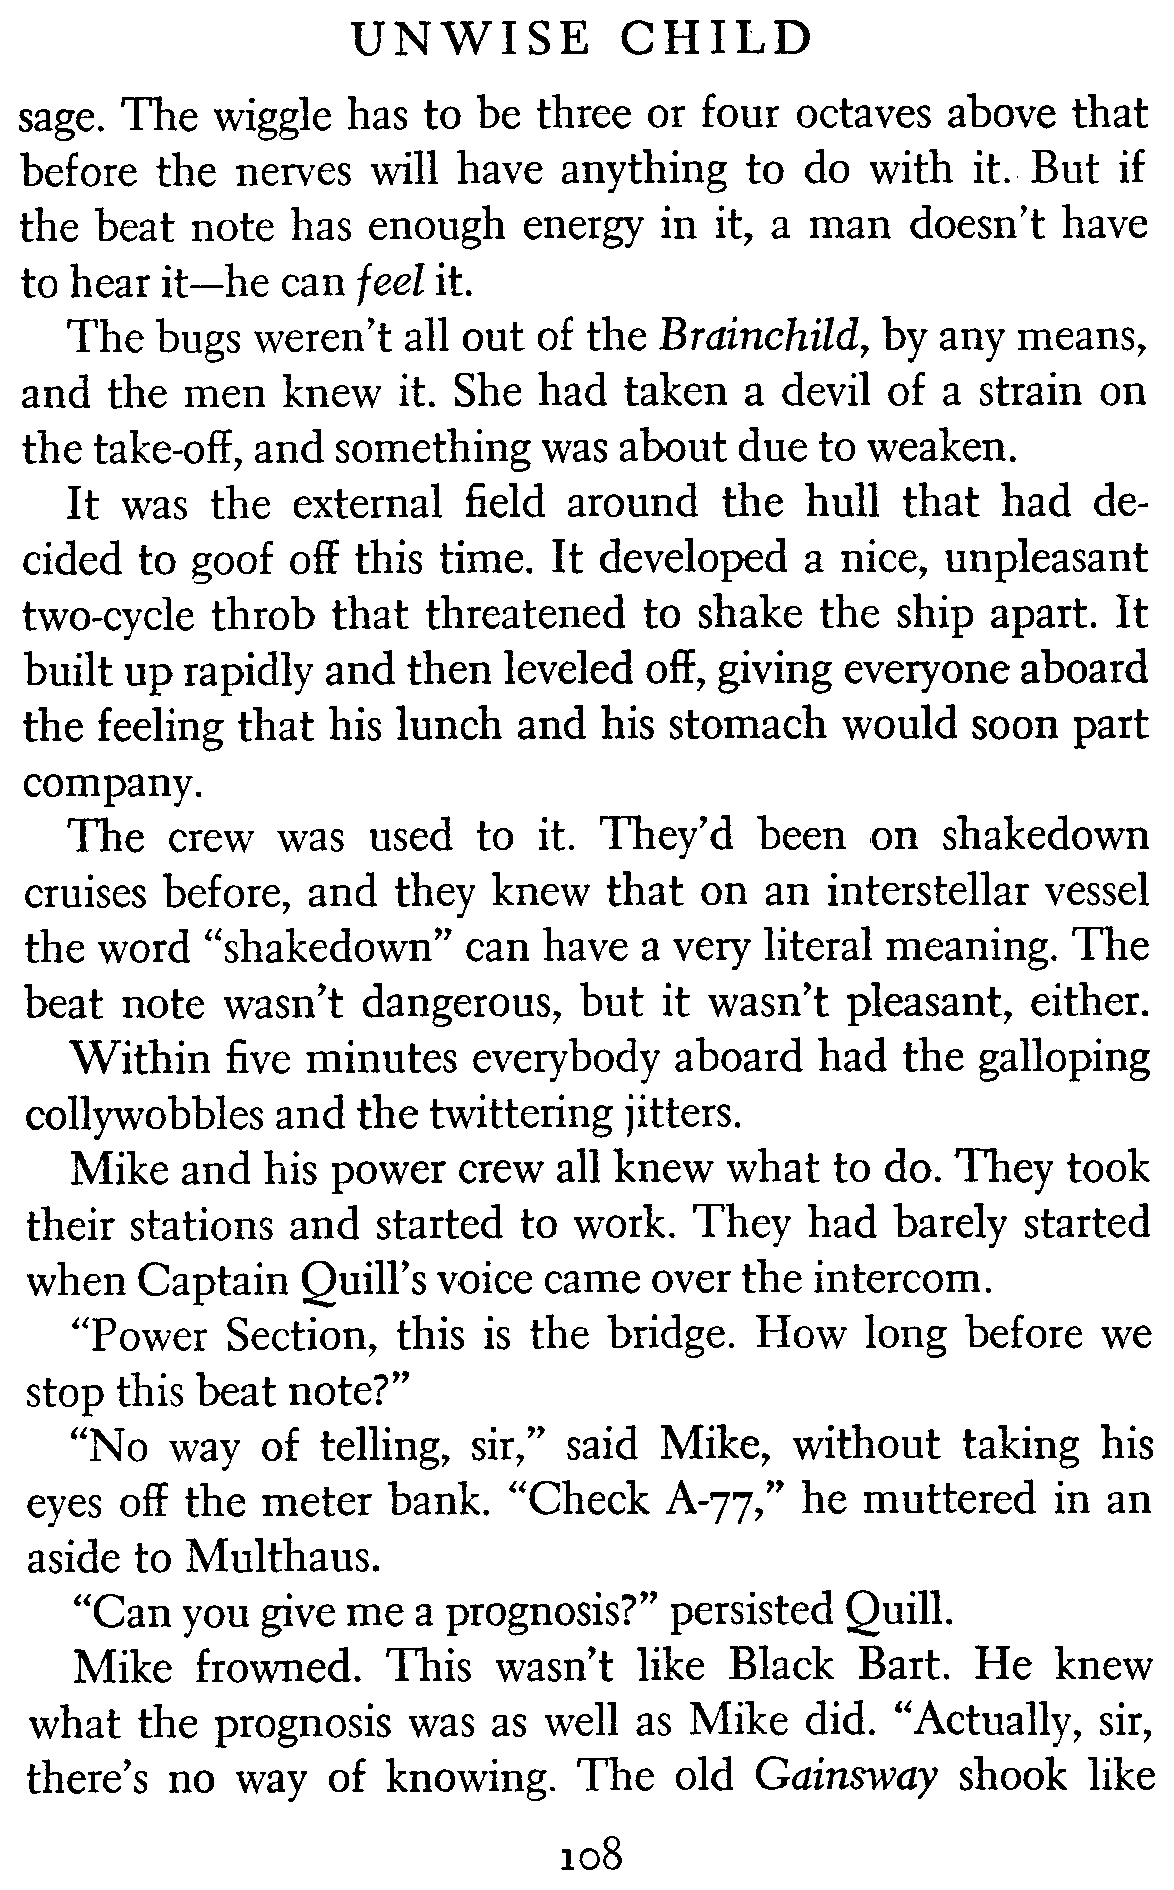 UNWISE CHILD
sage. The wiggle has to be three or four octaves above that
before the nerves will have anything to do with it. But if
the beat note has enough energy in it, a man doesn't have
to hear it—he can feel it.
The bugs weren't all out of the Brainchild, by any means,
and the men knew it. She had taken a devil of a strain on
the take-off, and something was about due to weaken.
It was the external field around the hull that had de-
cided to goof off this time. It developed a nice, unpleasant
two-cycle throb that threatened to shake the ship apart. It
built up rapidly and then leveled off, giving everyone aboard
the feeling that his lunch and his stomach would soon part
company.
The crew was used to it. They'd been on shakedown
cruises before, and they knew that on an interstellar vessel
the word “shakedown” can have a very literal meaning. The
beat note wasn't dangerous, but it wasn't pleasant, either.
Within five minutes everybody aboard had the galloping
collywobbles and the twittering jitters.
Mike and his power crew all knew what to do. They took
their stations and started to work. They had barely started
when Captain Quill's voice came over the intercom.
“Power Section, this is the bridge. How long before we
stop this beat note?”
“No way of telling, sir,” said Mike, without taking his
eyes off the meter bank. “Check A-77,” he muttered in an
aside to Multhaus.
“Can you give me a prognosis?” persisted Quill.
Mike frowned. This wasn't like Black Bart. He knew
what the prognosis was as well as Mike did. “Actually, sir,
there's no way of knowing. The old Gainsway shook like
108